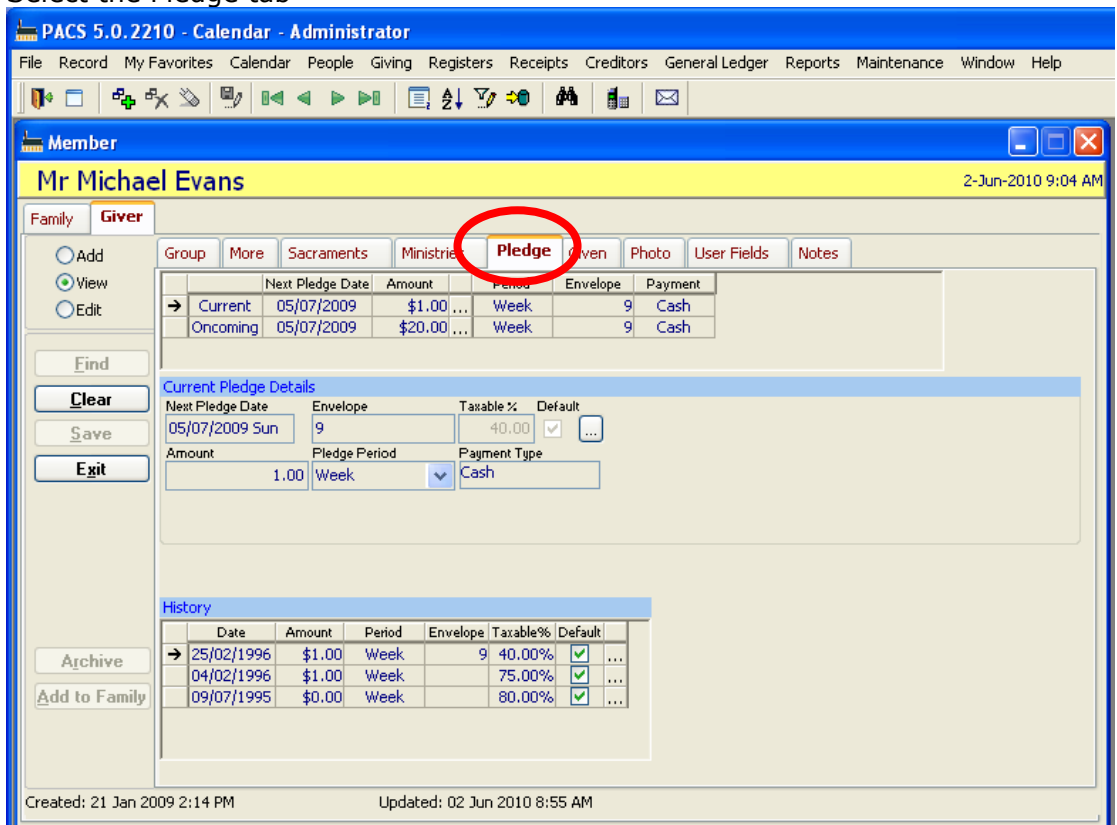 Select the Pledge tab
PACS 5.0.2210 - Calendar - Administrator
File Record My Favorites Calendar People Giving Registers Receipts Creditors General Ledger Reports Maintenance Window Help
Member
Mr Michael Evans 2-Jun-2010 9:04 AM
Family Giver
Group More Sacraments Ministries Pledge Given Photo User Fields Notes
Add
View
Edit
Find
Clear
Save
Exit
Archive
Add to Family
Next Pledge Date Amount Period Envelope Payment
Current 05/07/2009 $1.00 ... Week 9 Cash
Oncoming 05/07/2009 $20.00 ... Week 9 Cash
Current Pledge Details
Next Pledge Date Envelope Taxable % Default
05/07/2009 Sun 9 40.00 ...
Amount Pledge Period Payment Type
1.00 Week Cash
History
Date Amount Period Envelope Taxable% Default
25/02/1996 $1.00 Week 9 40.00% ...
04/02/1996 $1.00 Week 75.00% ...
09/07/1995 $0.00 Week 80.00% ...
Created: 21 Jan 2009 2:14 PM Updated: 02 Jun 2010 8:55 AM